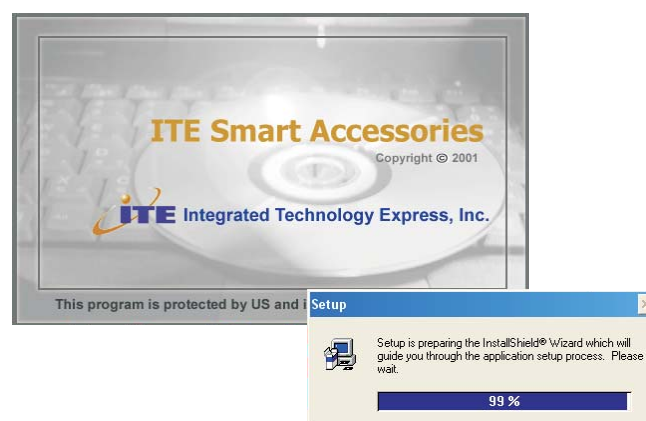 ITE Smart Accessories
Copyright © 2001
iTE Integrated Technology Express, Inc.
This program is protected by US and i
Setup
Setup is preparing the InstallShield® Wizard which will
guide you through the application setup process. Please
wait.
99 %